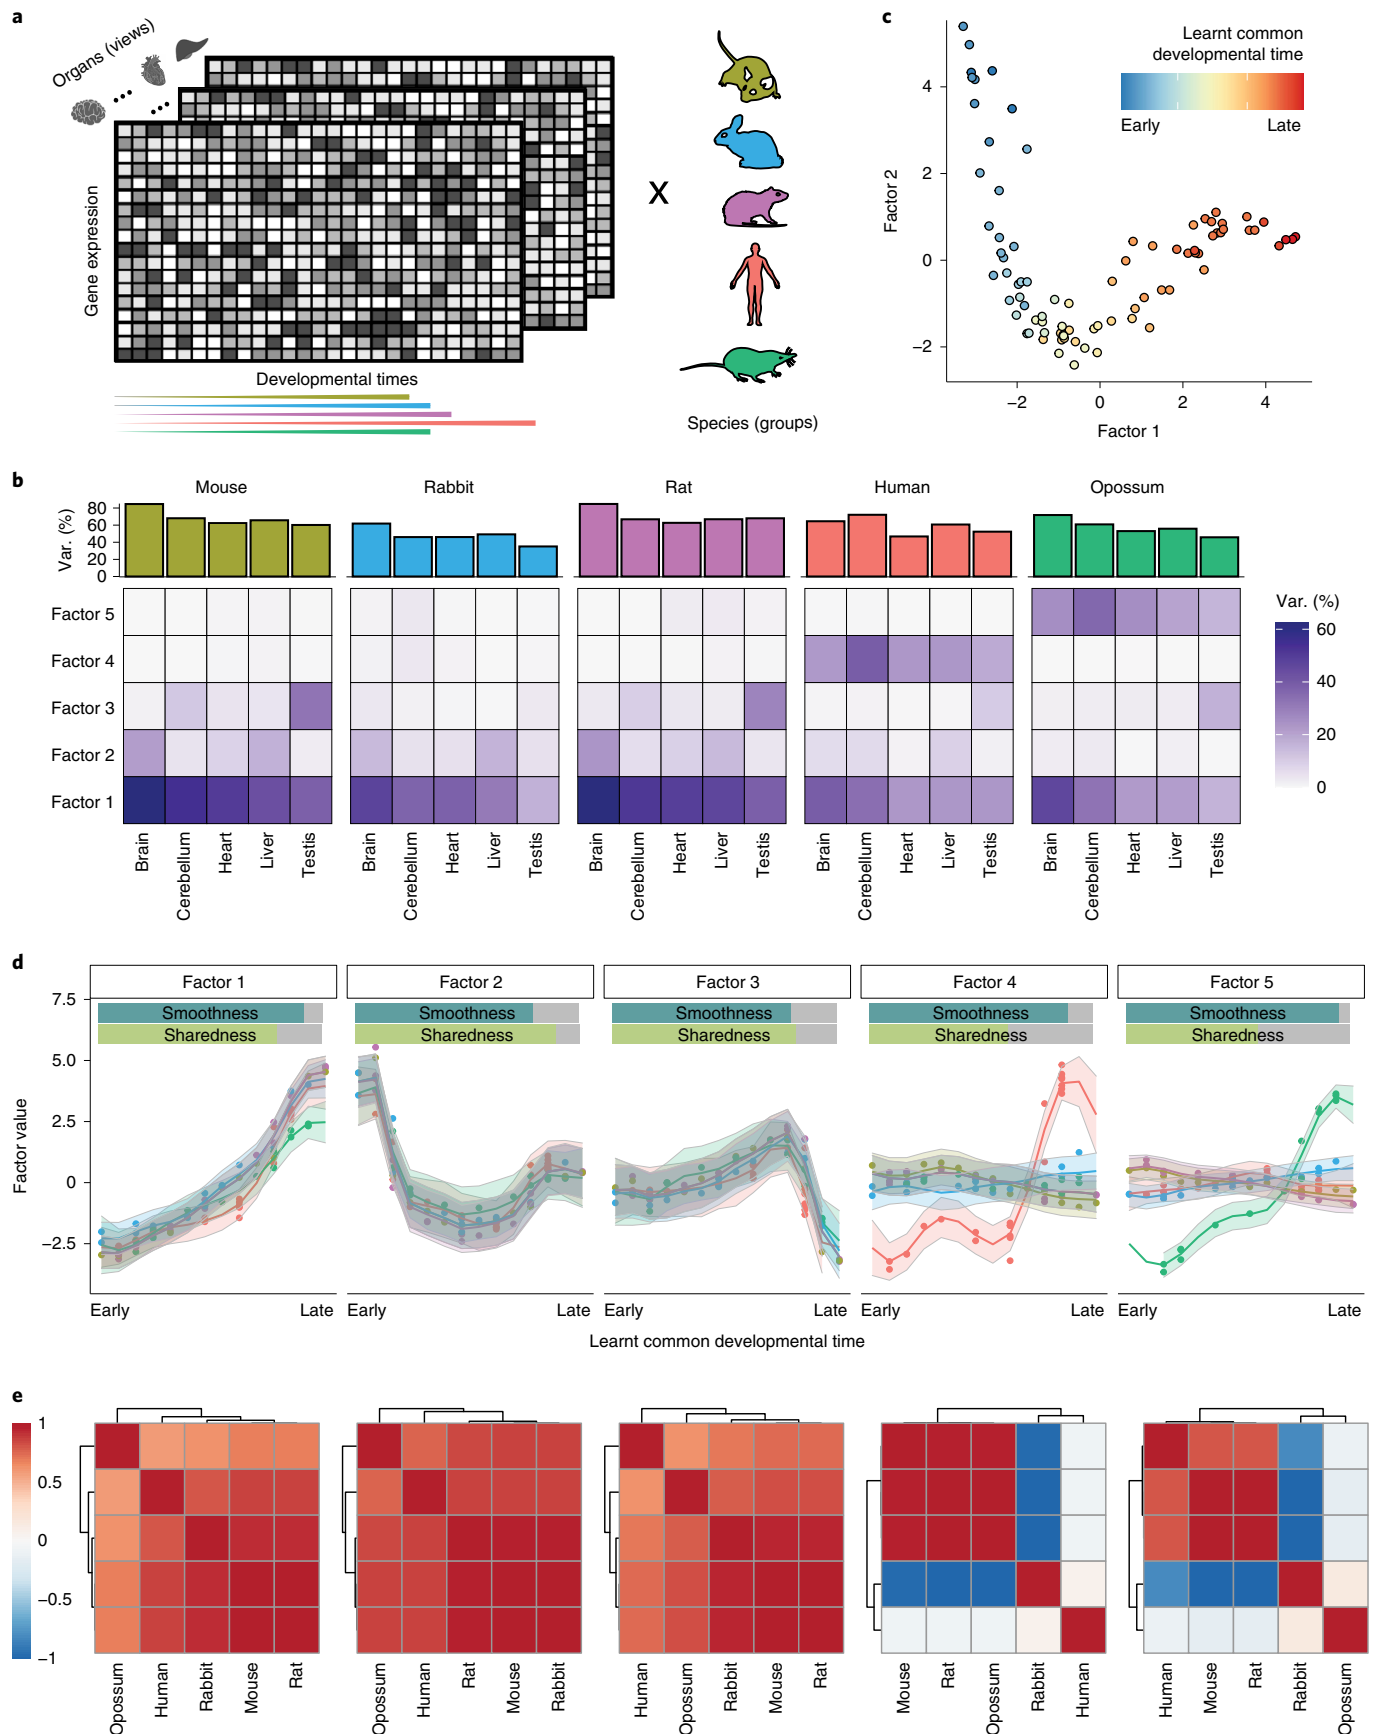 a
Organs (views)
Gene expression
Developmental times
X
Species (groups)
c
Learnt common
developmental time
Early Late
Factor 2
4
2
0
−2
−2 0 2 4
Factor 1
b
Mouse Rabbit Rat Human Opossum
Var. (%)
80
60
40
20
0
Factor 5
Factor 4
Factor 3
Factor 2
Factor 1
Brain Cerebellum Heart Liver Testis Brain Cerebellum Heart Liver Testis Brain Cerebellum Heart Liver Testis Brain Cerebellum Heart Liver Testis Brain Cerebellum Heart Liver Testis
Var. (%)
60
40
20
0
d
Factor 1 Factor 2 Factor 3 Factor 4 Factor 5
Smoothness Smoothness Smoothness Smoothness Smoothness
Sharedness Sharedness Sharedness Sharedness Sharedness
Factor value
7.5
5.0
2.5
0
−2.5
Early Late Early Late Early Late Early Late Early Late
Learnt common developmental time
e
1
0.5
0
−0.5
−1
Opossum Human Rabbit Mouse Rat Opossum Human Rat Mouse Rabbit Human Opossum Rabbit Mouse Rat Mouse Rat Opossum Rabbit Human Human Mouse Rat Rabbit Opossum